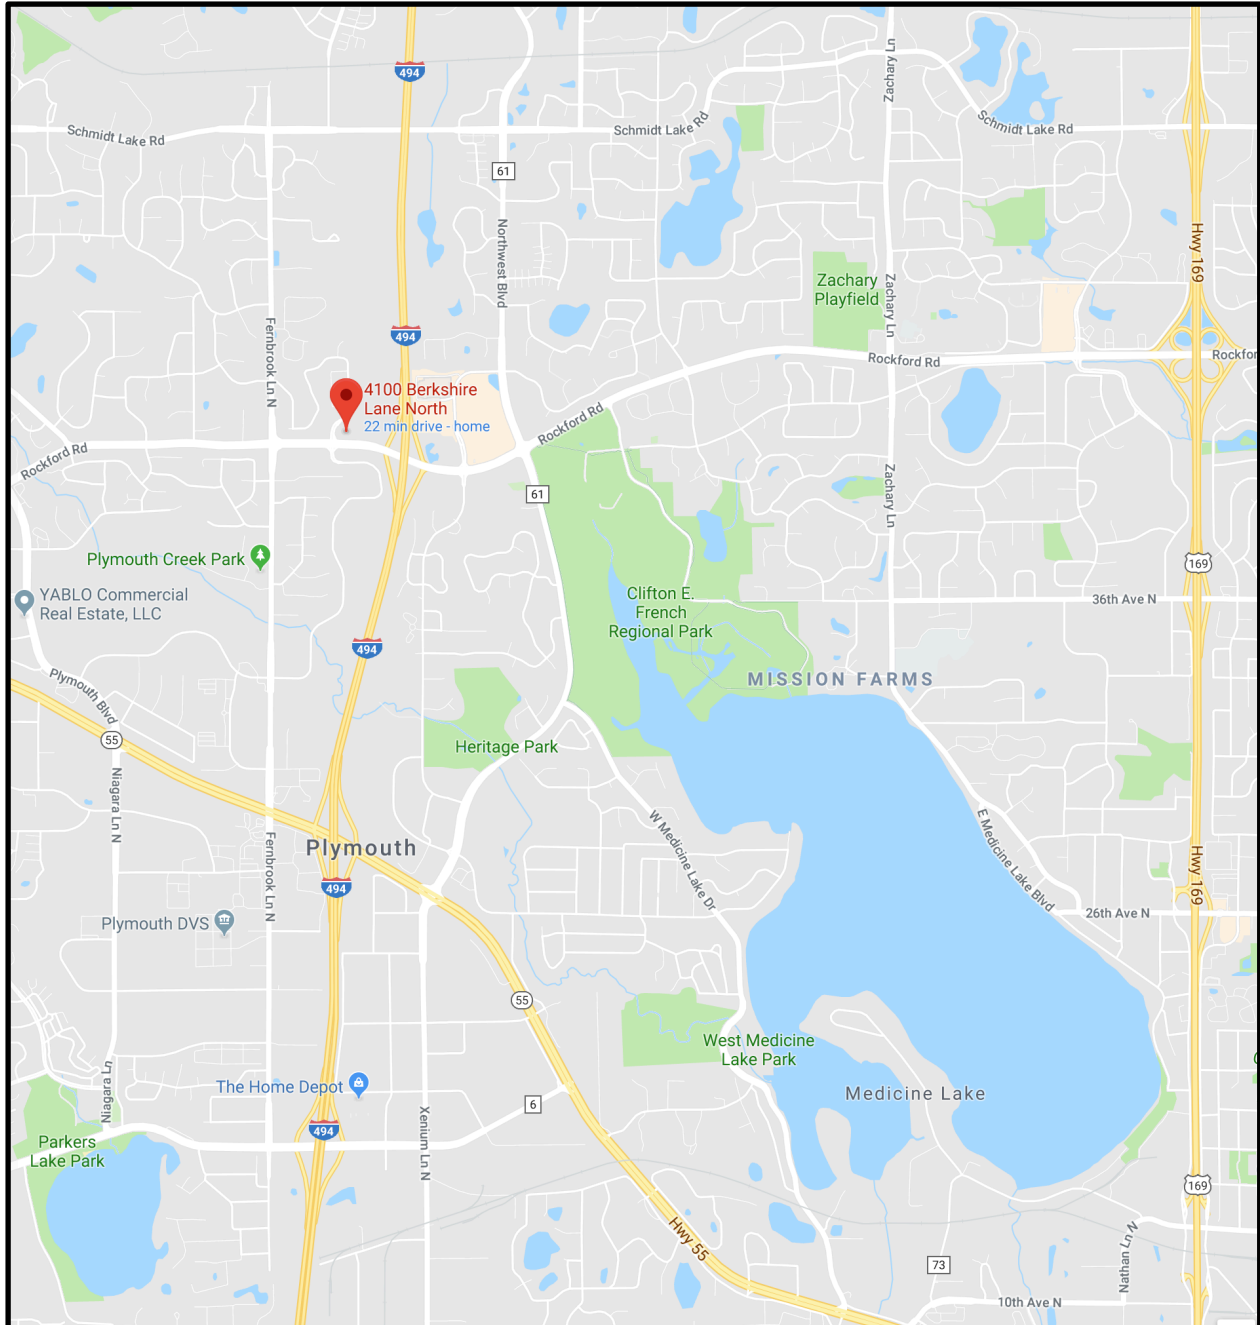 494
Zachary Ln
Schmidt Lake Rd
Schmidt Lake Rd
Schmidt Lake Rd
61
Northwest Blvd
Hwy 169
Zachary
Playfield
Zachary Ln
494
Fernbrook Ln N
Rockford Rd
Rockfor
4100 Berkshire
Lane North
22 min drive - home
Rockford Rd
Rockford Rd
61
Zachary Ln
Plymouth Creek Park
169
YABLO Commercial
Real Estate, LLC
Clifton E.
French
Regional Park
36th Ave N
494
MISSION FARMS
Plymouth Blvd
55
Heritage Park
Niagara Ln N
W Medicine Lake Dr
E Medicine Lake Blvd
Plymouth
Fernbrook Ln N
Hwy 169
494
26th Ave N
Plymouth DVS
55
West Medicine
Lake Park
Medicine Lake
The Home Depot
Niagara Ln
6
494
Xenium Ln N
Parkers
Lake Park
169
Hwy 55
Nathan Ln N
73
10th Ave N